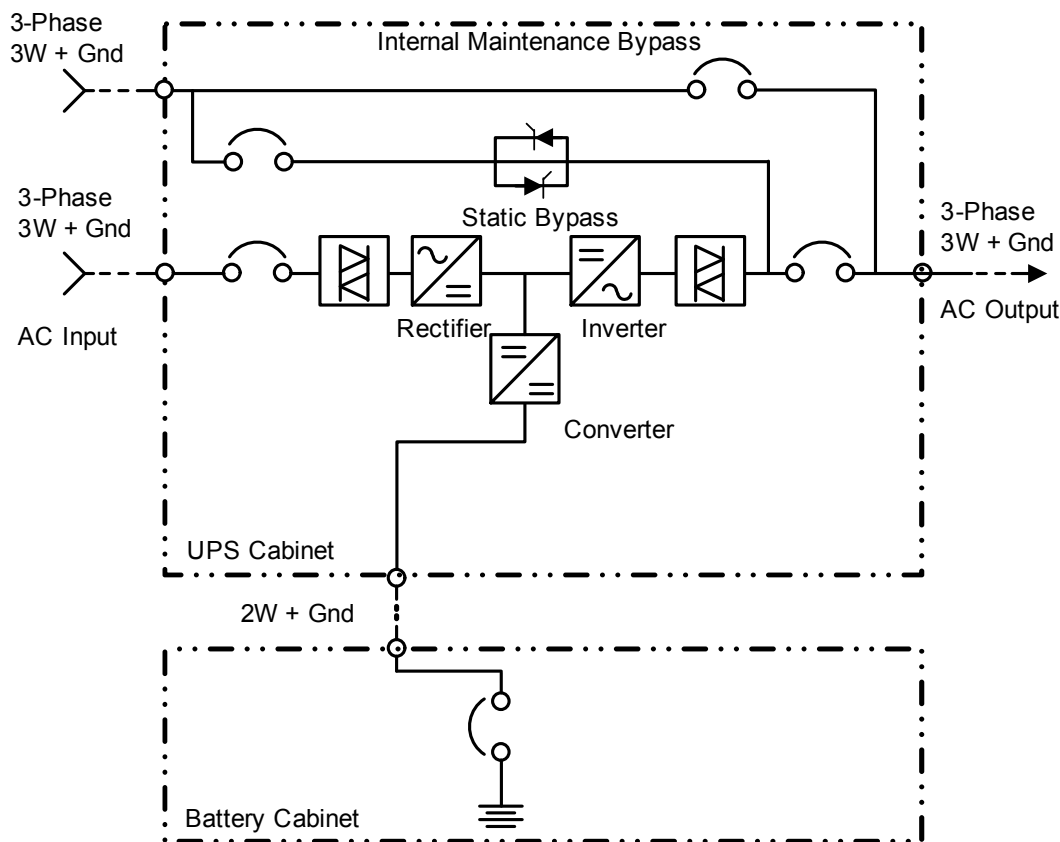 3-Phase
3W + Gnd
Internal Maintenance Bypass
3-Phase
3W + Gnd
Static Bypass
3-Phase
3W + Gnd
AC Input
Rectifier
Inverter
AC Output
Converter
UPS Cabinet
2W + Gnd
Battery Cabinet